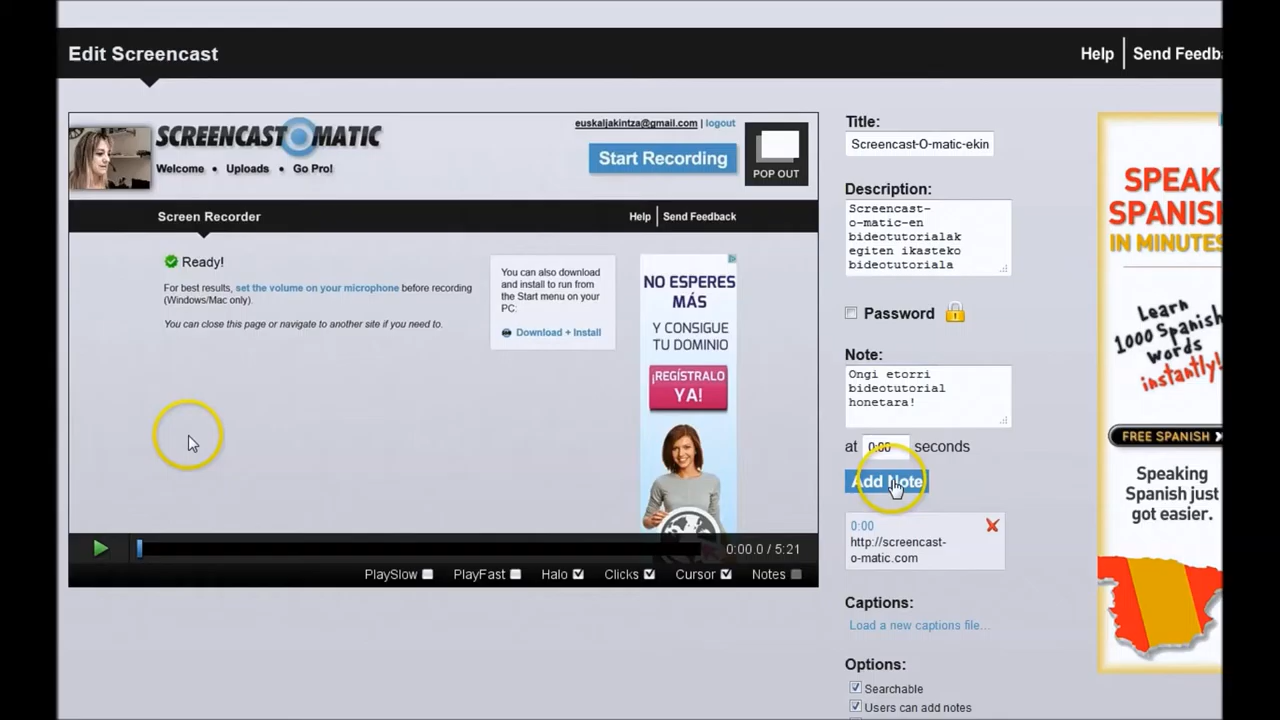 Edit Screencast
Help
Send Feedba
SCREENCAST O MATIC
euskaljakintza@gmail.com | logout
Start Recording
POP OUT
Welcome • Uploads • Go Pro!
Screen Recorder
Help
Send Feedback
Ready!
For best results, set the volume on your microphone before recording
(Windows/Mac only).
You can close this page or navigate to another site if you need to.
You can also download
and install to run from
the Start menu on your
PC:
Download + Install
NO ESPERES
MÁS
Y CONSIGUE
TU DOMINIO
¡REGÍSTRALO
YA!
0:00.0 / 5:21
PlaySlow
PlayFast
Halo
Clicks
Cursor
Notes
Title:
Screencast-O-matic-ekin
Description:
Screencast-
o-matic-en
bideotutorialak
egiten ikasteko
bideotutoriala
Password
Note:
Ongi etorri
bideotutorial
honetara!
at 0:00 seconds
Add Note
0:00
http://screencast-
o-matic.com
Captions:
Load a new captions file...
Options:
Searchable
Users can add notes
SPEAK
SPANISH
IN MINUTES
Learn
1000 Spanish
words
instantly!
FREE SPANISH
Speaking
Spanish just
got easier.